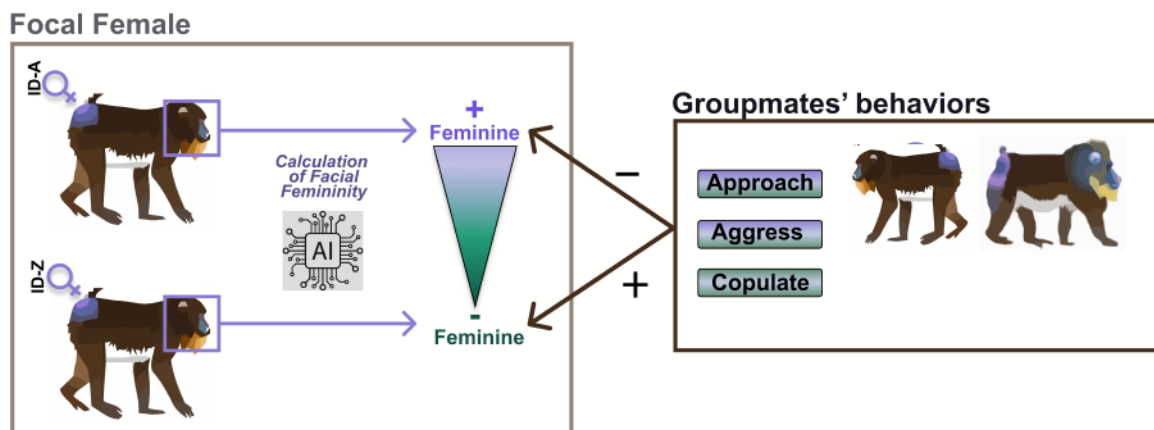 Focal Female
ID-A
+
Feminine
Calculation
of Facial
Femininity
AI
ID-Z
-
Feminine
Groupmates' behaviors
−
+
Approach
Aggress
Copulate